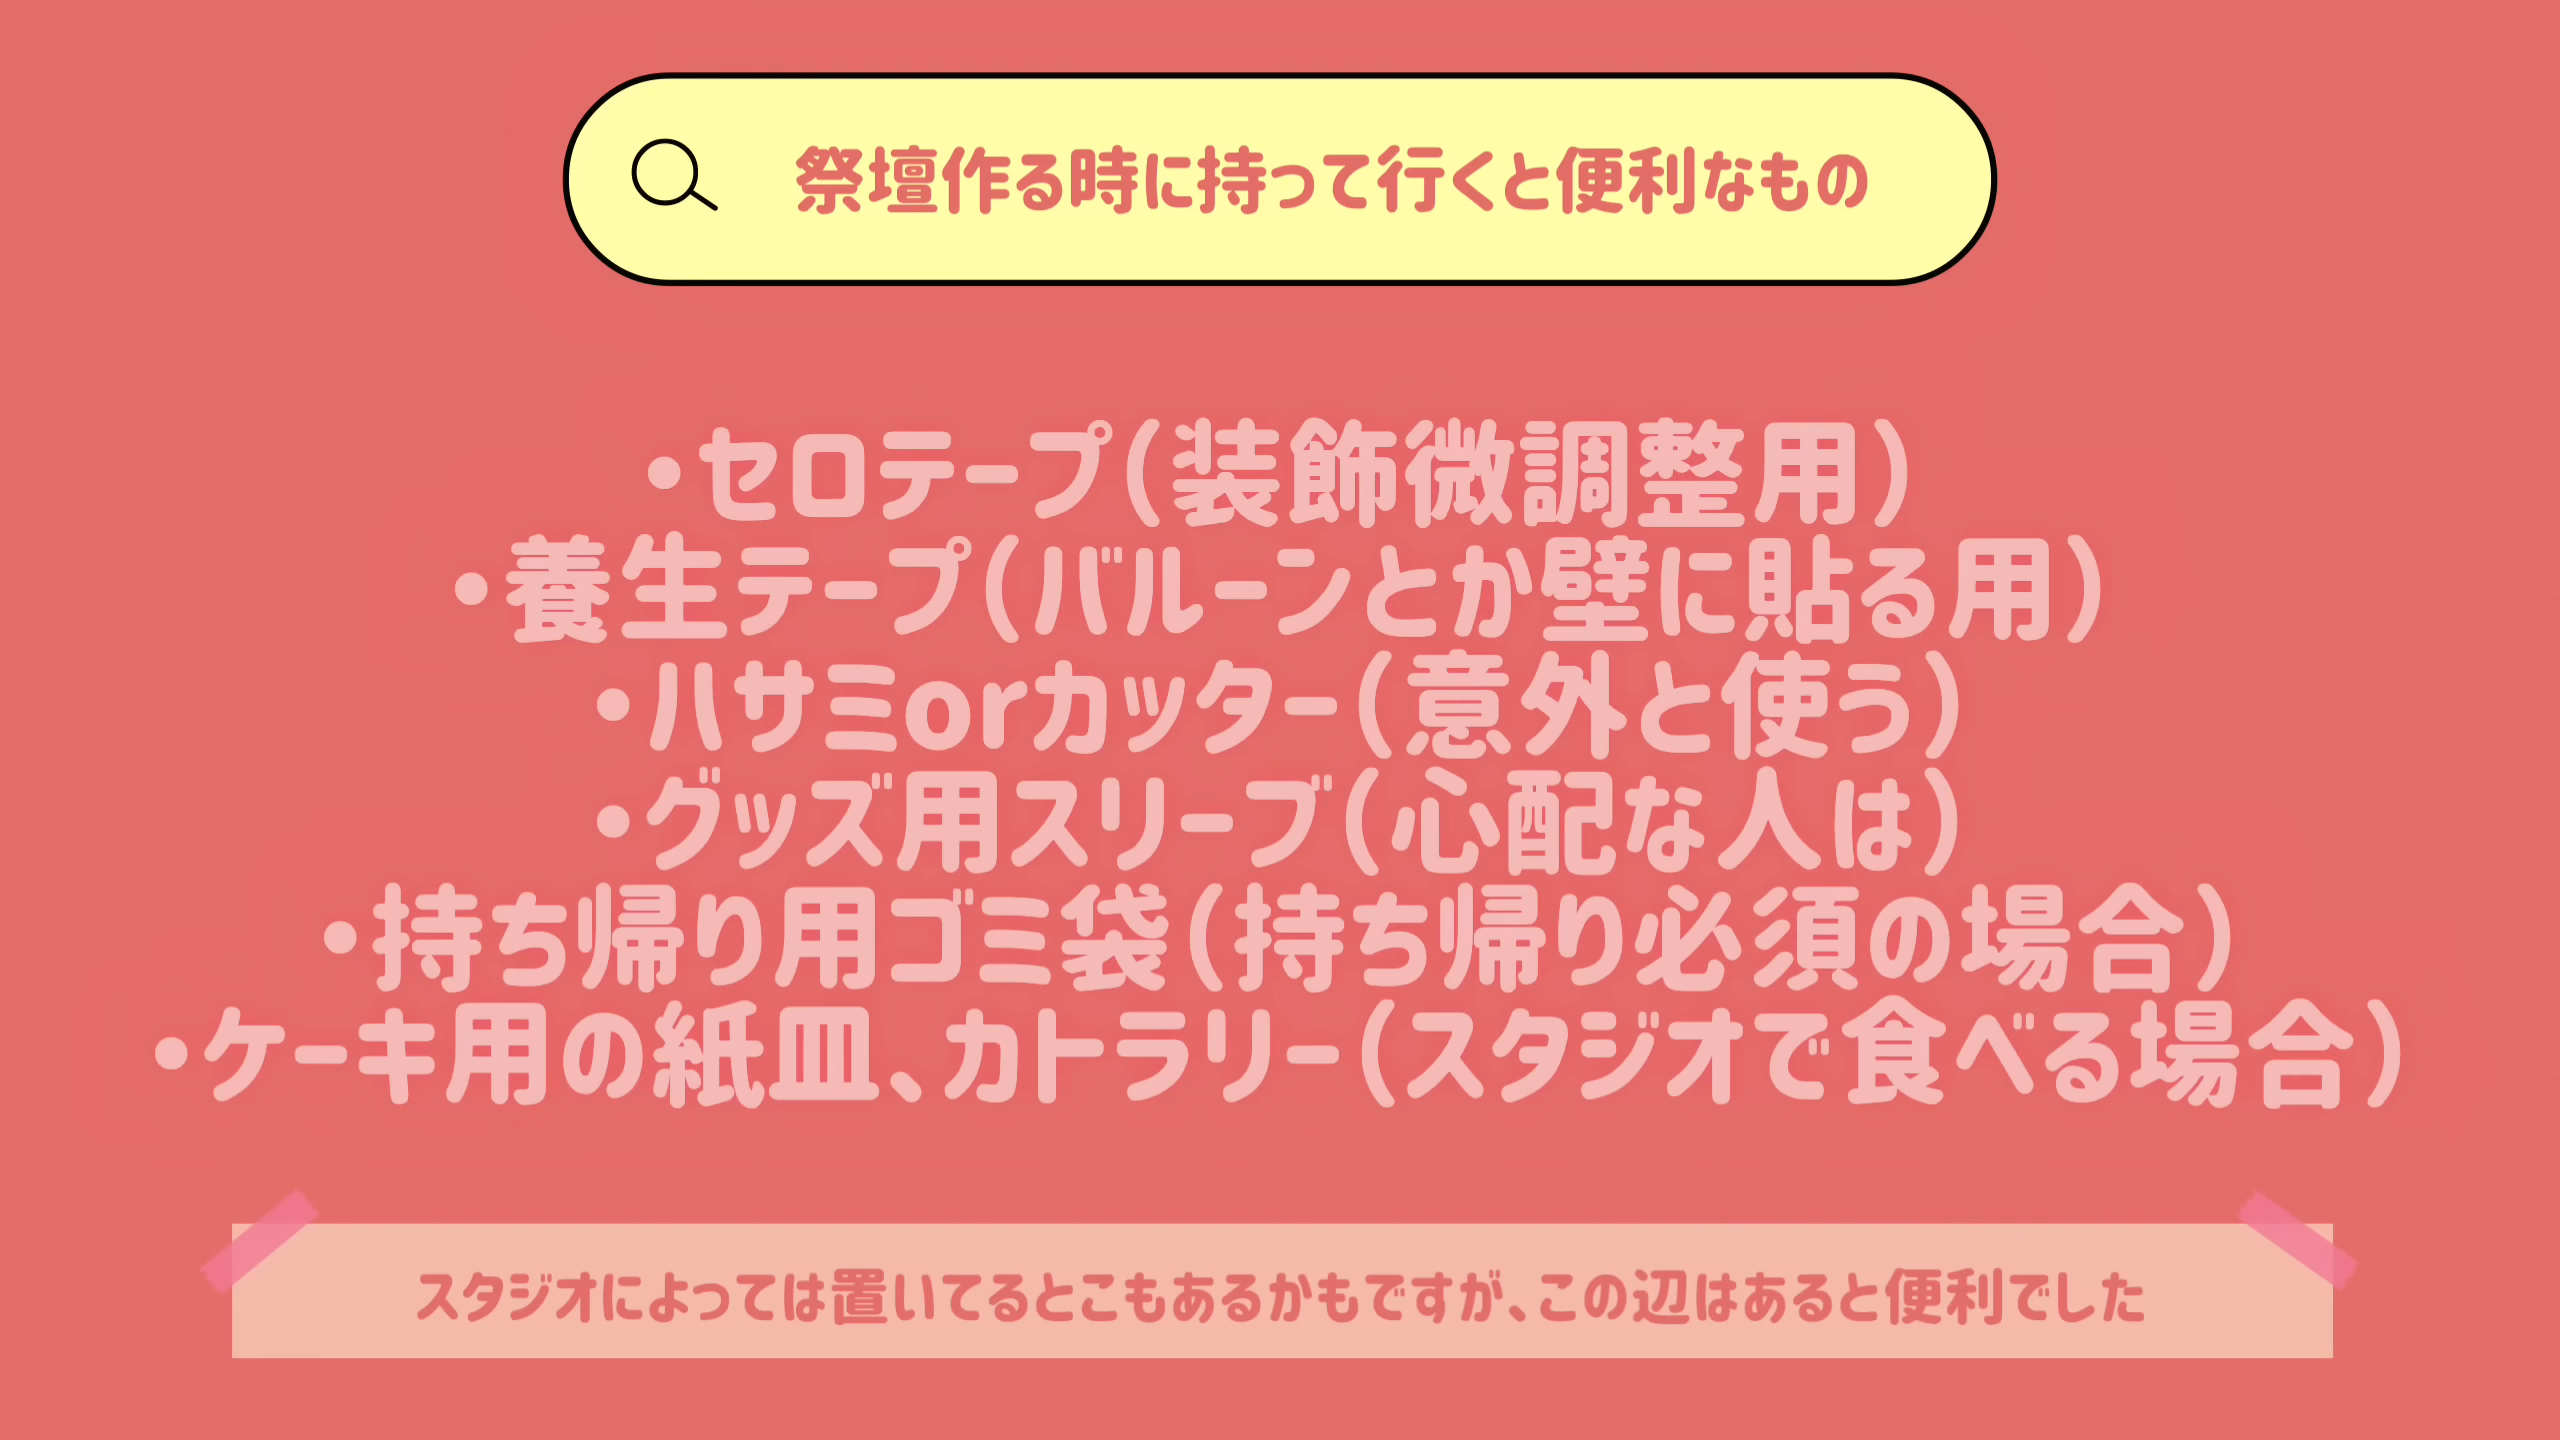 祭壇作る時に持って行くと便利なもの
・セロテープ(装飾微調整用)
・養生テープ(バルーンとか壁に貼る用)
・ハサミorカッター(意外と使う)
・グッズ用スリーブ(心配な人は)
・持ち帰り用ゴミ袋(持ち帰り必須の場合)
・ケーキ用の紙皿、カトラリー(スタジオで食べる場合)
スタジオによっては置いてるとこもあるかもですが、この辺はあると便利でした